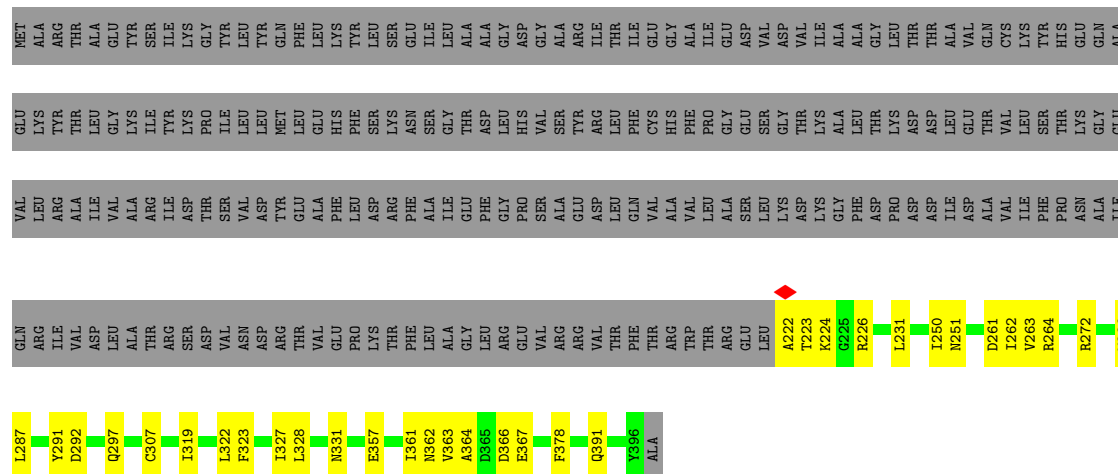 MET ALA ARG THR ALA GLU TYR SER ILE LYS GLY TYR LEU TYR GLN PHE LEU LYS TYR LEU SER GLU ILE LEU ALA ALA GLY ASP GLY ALA ARG ILE THR ILE GLU GLY ALA ILE GLU ASP VAL ASP VAL ILE ALA ALA GLY LEU THR THR ALA VAL GLN CYS LYS TYR HIS GLU GLN ALA
GLU LYS TYR THR LEU GLY LYS ILE TYR LYS PRO ILE LEU LEU MET LEU GLU HIS PHE SER LYS ASN SER GLY THR ASP LEU HIS VAL SER TYR ARG LEU PHE CYS HIS PHE PRO GLY GLU SER GLY THR LYS ALA LEU THR LYS ASP ASP LEU GLU THR VAL LEU SER THR LYS GLY GLU
VAL LEU ARG ALA ILE VAL ALA ARG ILE ASP THR SER VAL ASP TYR GLU ALA PHE LEU ASP ARG PHE ALA ILE GLU PHE GLY PRO SER ALA GLU ASP LEU GLN VAL ALA VAL LEU ALA SER LEU LYS ASP LYS GLY PHE ASP PRO ASP ASP ILE ASP ALA VAL ILE PHE PRO ASN ALA ILE
GLN ARG ILE VAL ASP LEU ALA THR ARG SER ASP VAL ASN ASP ARG THR VAL GLU PRO LYS THR PHE LEU ALA GLY LEU ARG GLU VAL ARG ARG VAL THR PHE THR ARG TRP THR ARG GLU LEU A222 T223 K224 G225 R226 L231 I250 N251 D261 I262 V263 R264 R272
L287 Y291 D292 Q297 C307 I319 L322 F323 I327 L328 N331 E357 I361 N362 V363 A364 D365 D366 E367 F378 Q391 Y396 ALA